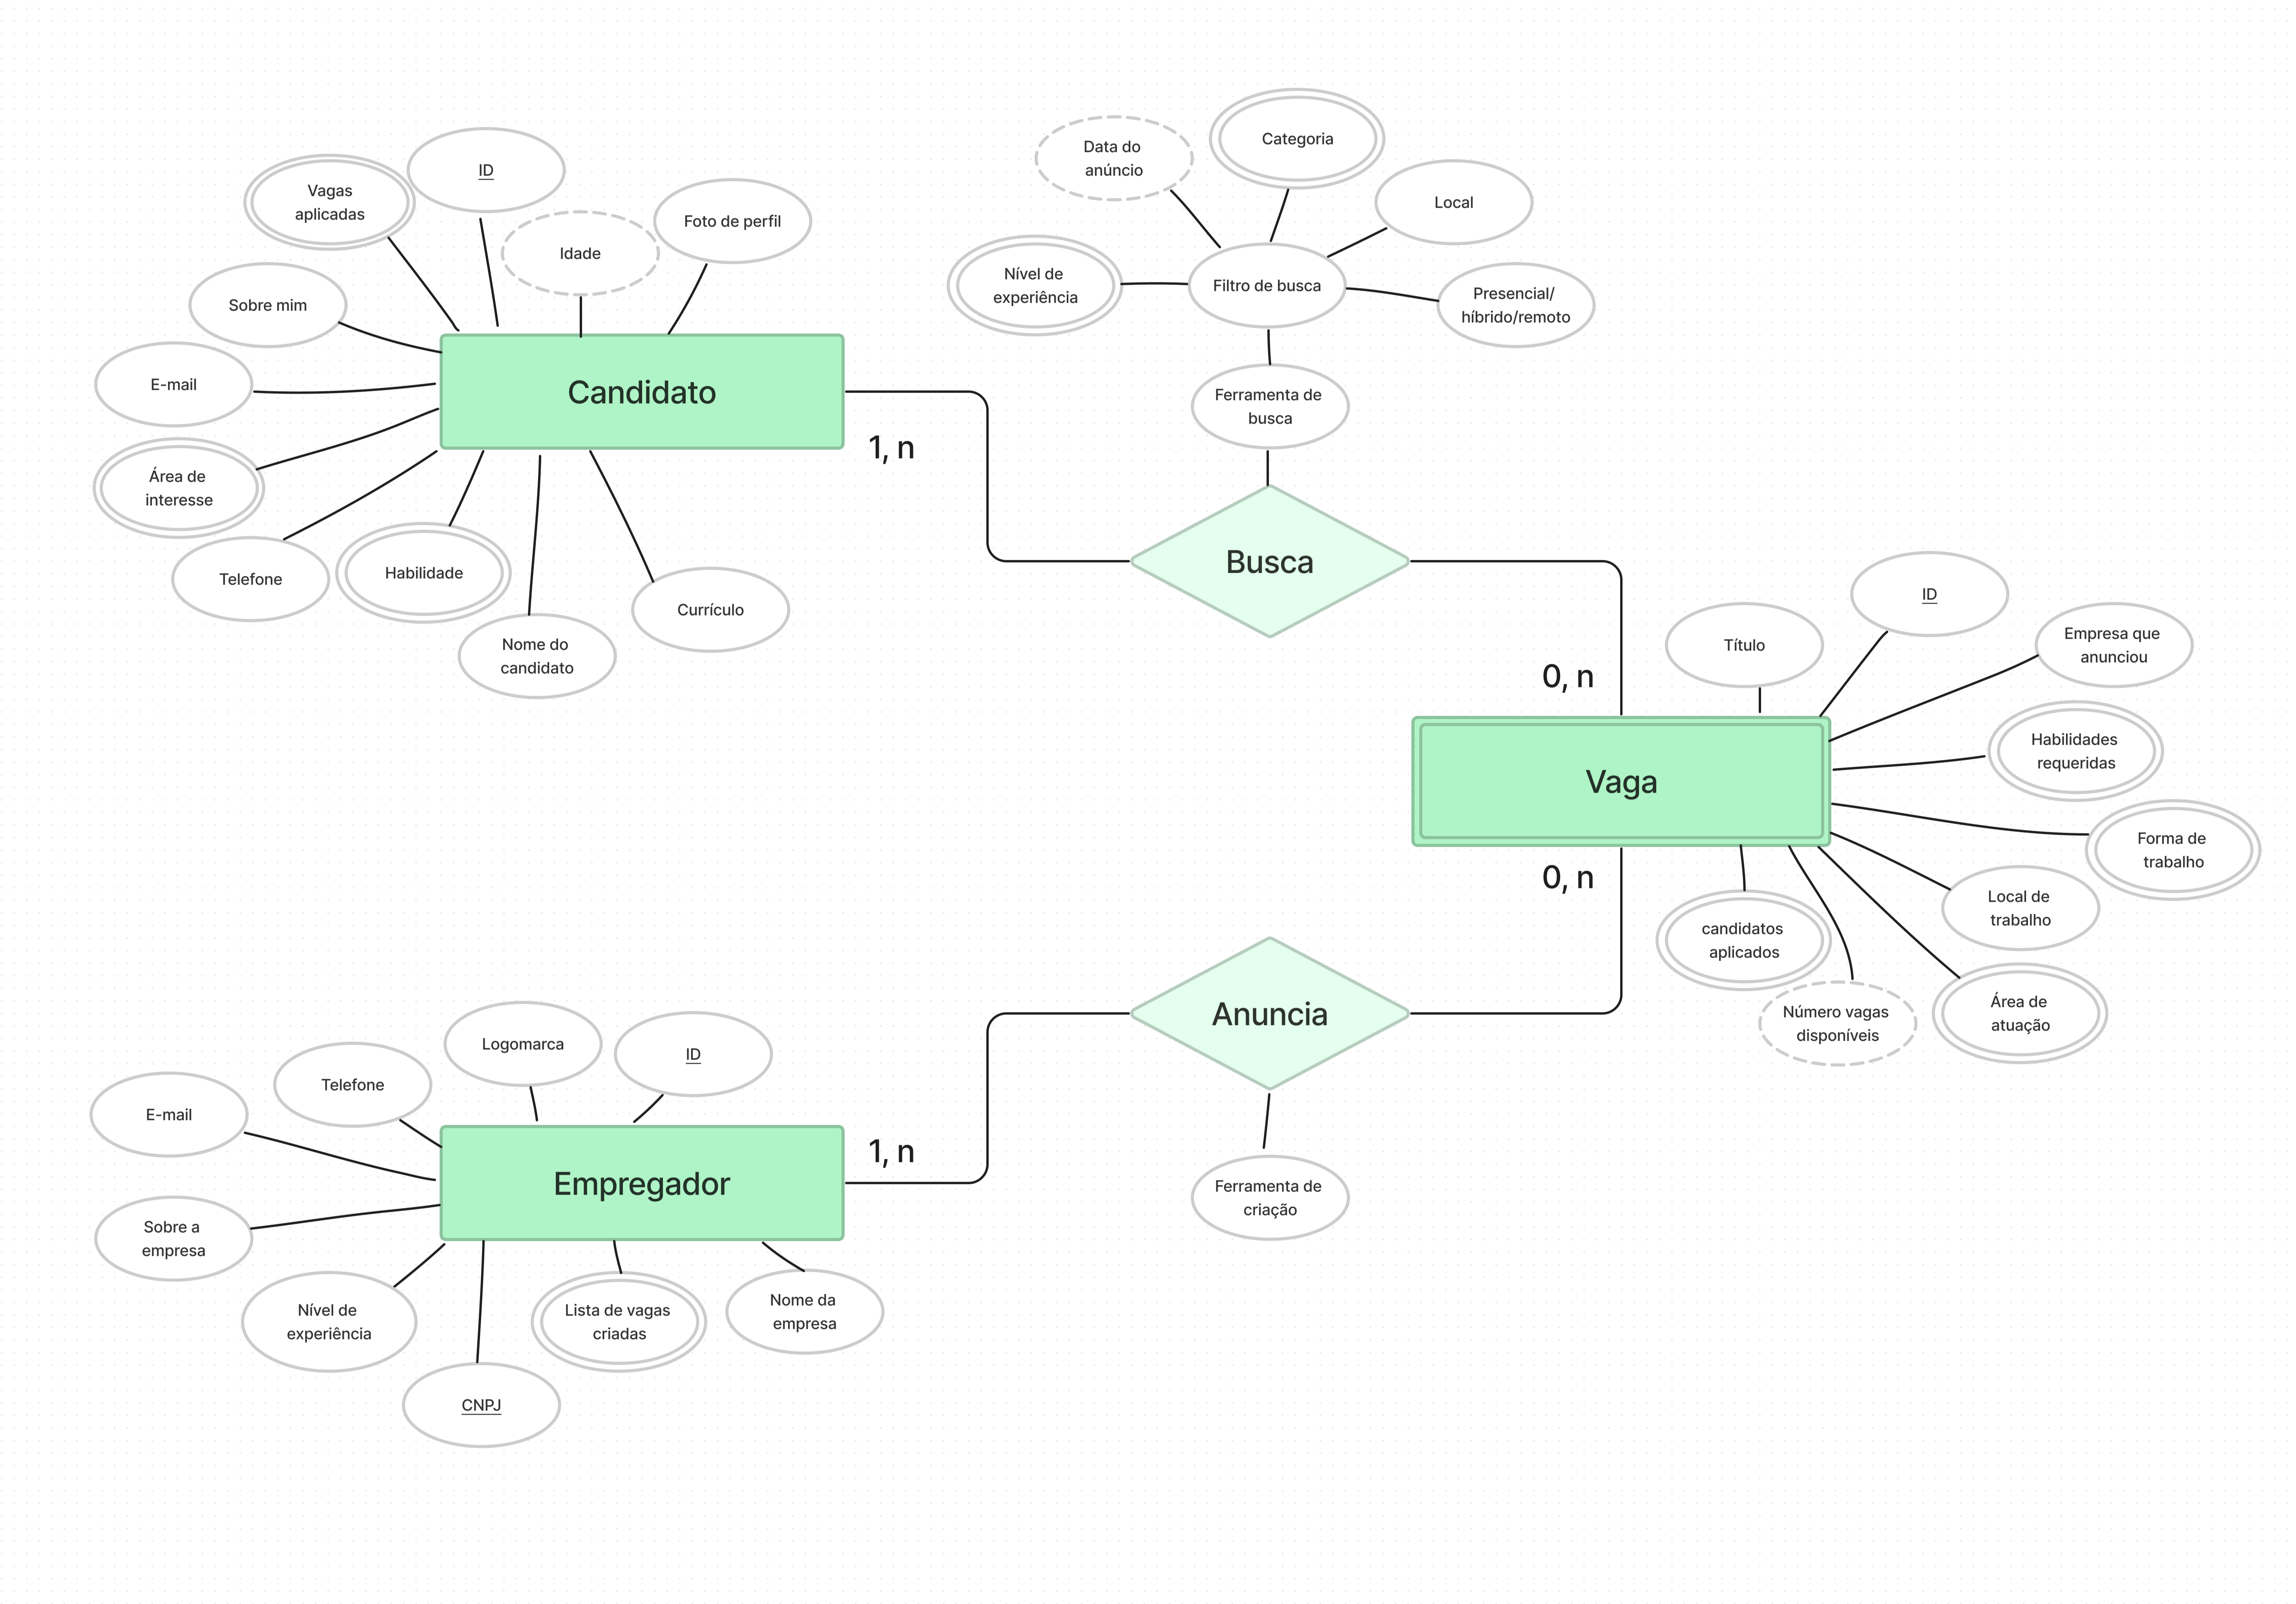 Vagas
aplicadas
ID
Idade
Foto de perfil
Sobre mim
E-mail
Candidato
1, n
Área de
interesse
Telefone
Habilidade
Nome do
candidato
Currículo
Data do
anúncio
Categoria
Local
Nível de
experiência
Filtro de busca
Presencial/
híbrido/remoto
Ferramenta de
busca
Busca
0, n
Título
ID
Empresa que
anunciou
Habilidades
requeridas
Vaga
Forma de
trabalho
0, n
Local de
trabalho
candidatos
aplicados
Número vagas
disponíveis
Área de
atuação
Anuncia
Ferramenta de
criação
Logomarca
ID
Telefone
E-mail
Empregador
1, n
Sobre a
empresa
Nível de
experiência
Lista de vagas
criadas
Nome da
empresa
CNPJ